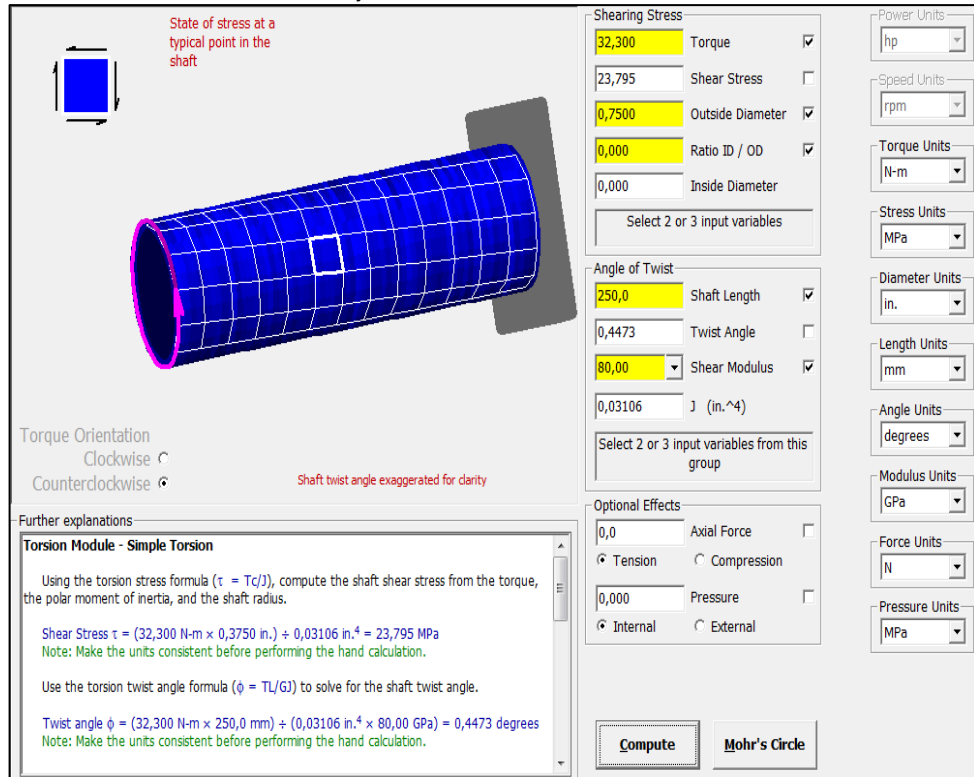 State of stress at a
typical point in the
shaft
Torque Orientation
Clockwise
Counterclockwise
Shaft twist angle exaggerated for clarity
Further explanations
Torsion Module - Simple Torsion
Using the torsion stress formula (τ = Tc/J), compute the shaft shear stress from the torque,
the polar moment of inertia, and the shaft radius.
Shear Stress τ = (32,300 N-m × 0,3750 in.) ÷ 0,03106 in.⁴ = 23,795 MPa
Note: Make the units consistent before performing the hand calculation.
Use the torsion twist angle formula (ϕ = TL/GJ) to solve for the shaft twist angle.
Twist angle ϕ = (32,300 N-m × 250,0 mm) ÷ (0,03106 in.⁴ × 80,00 GPa) = 0,4473 degrees
Note: Make the units consistent before performing the hand calculation.
Shearing Stress
32,300 Torque
23,795 Shear Stress
0,7500 Outside Diameter
0,000 Ratio ID / OD
0,000 Inside Diameter
Select 2 or 3 input variables
Angle of Twist
250,0 Shaft Length
0,4473 Twist Angle
80,00 Shear Modulus
0,03106 J (in.^4)
Select 2 or 3 input variables from this
group
Optional Effects
0,0 Axial Force
Tension Compression
0,000 Pressure
Internal External
Compute Mohr's Circle
Power Units
hp
Speed Units
rpm
Torque Units
N-m
Stress Units
MPa
Diameter Units
in.
Length Units
mm
Angle Units
degrees
Modulus Units
GPa
Force Units
N
Pressure Units
MPa